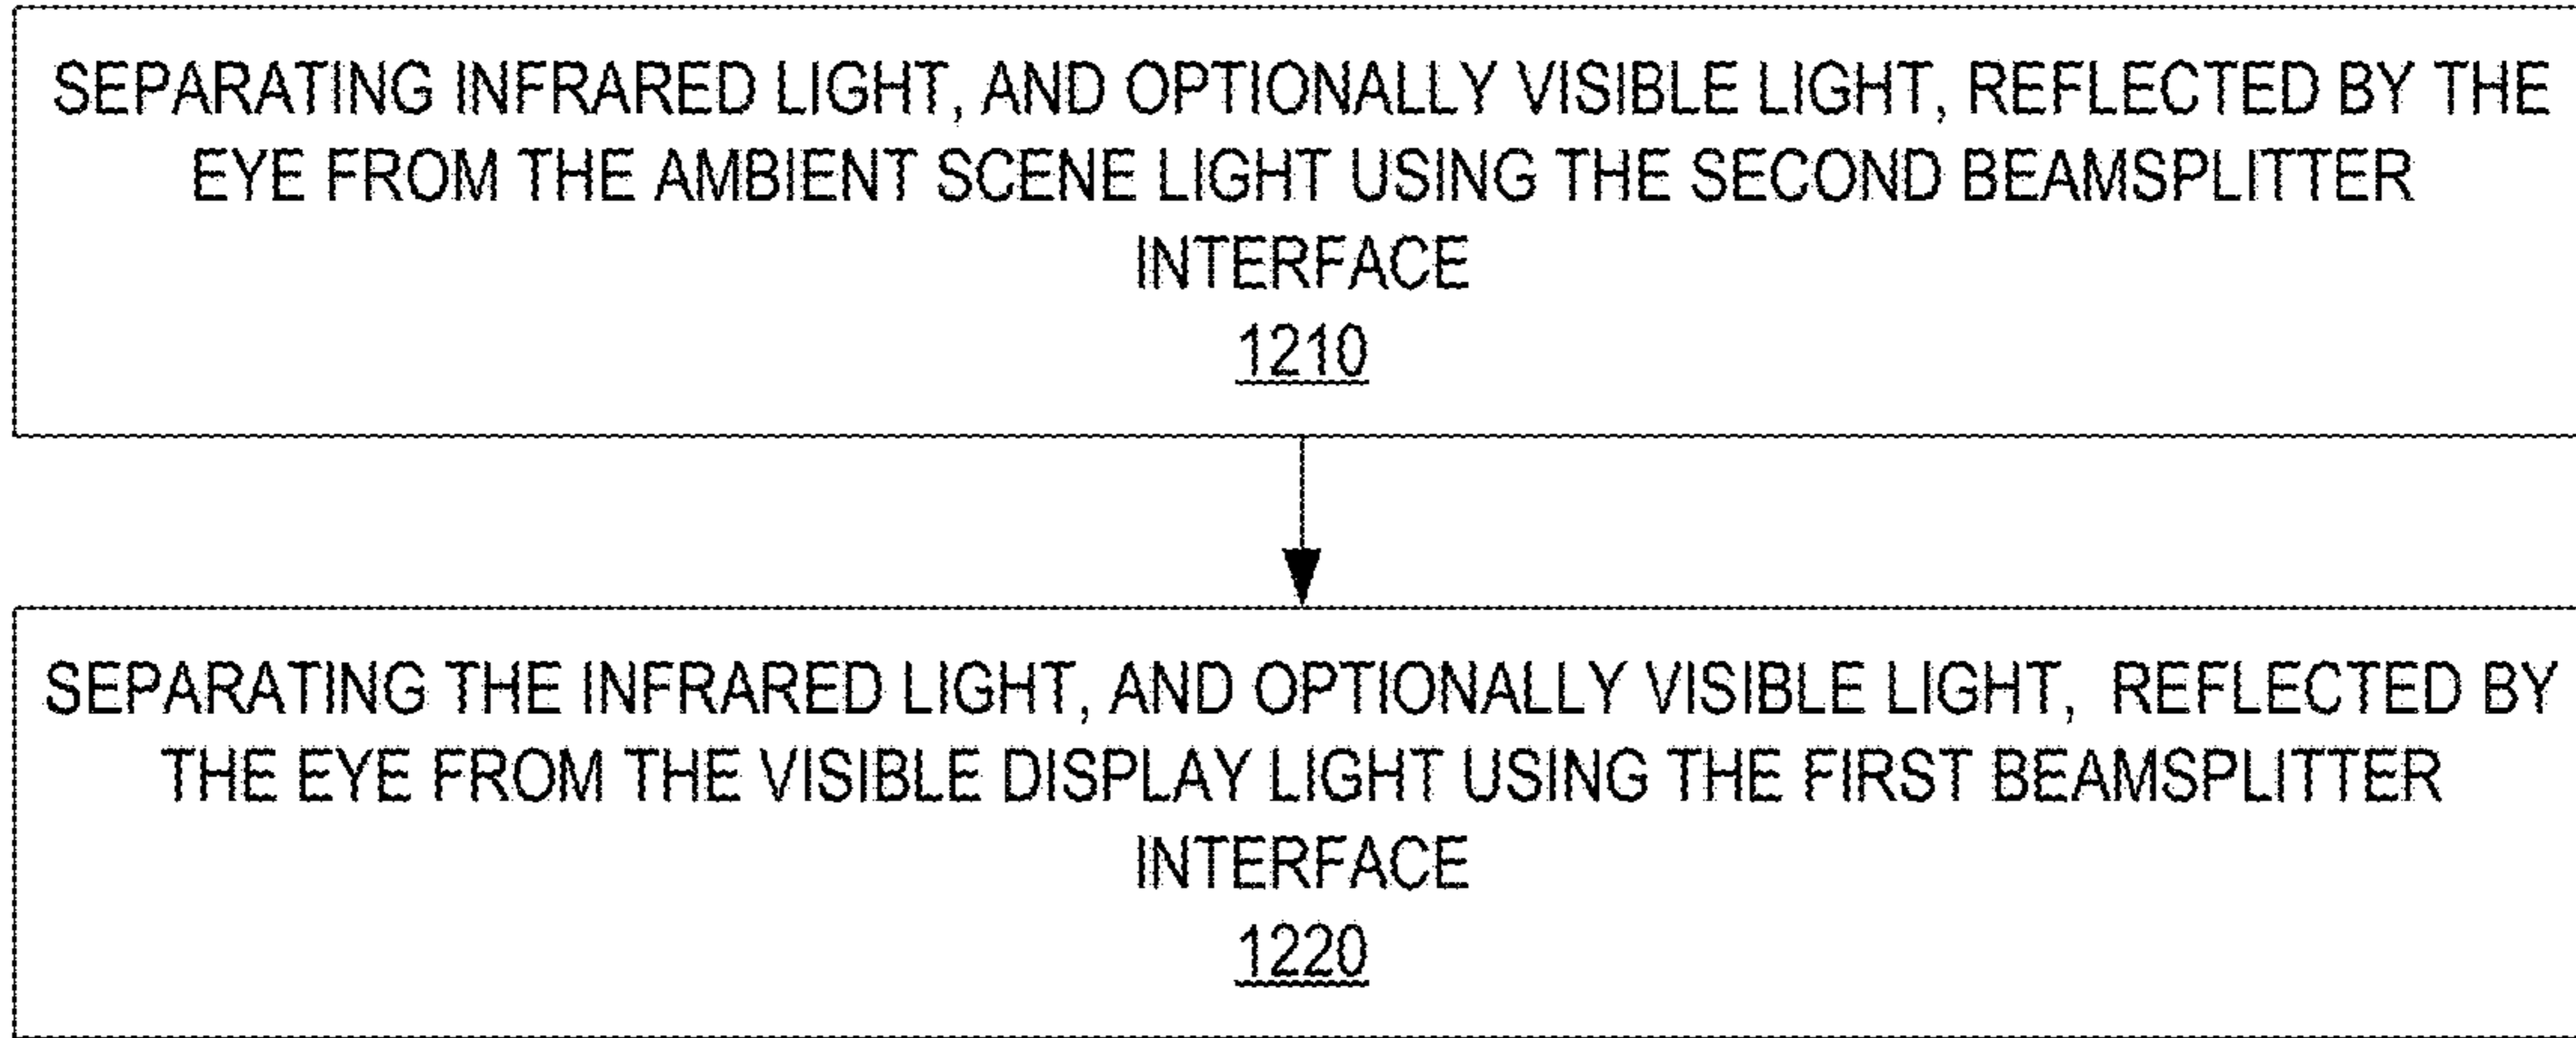 SEPARATING INFRARED LIGHT, AND OPTIONALLY VISIBLE LIGHT, REFLECTED BY THE
EYE FROM THE AMBIENT SCENE LIGHT USING THE SECOND BEAMSPLITTER
INTERFACE
1210
SEPARATING THE INFRARED LIGHT, AND OPTIONALLY VISIBLE LIGHT, REFLECTED BY
THE EYE FROM THE VISIBLE DISPLAY LIGHT USING THE FIRST BEAMSPLITTER
INTERFACE
1220